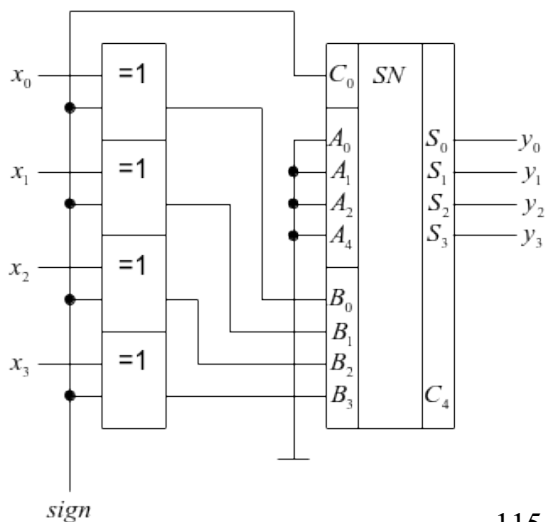 x₀ =1 C₀ SN
A₀ S₀ y₀
x₁ =1 A₁ S₁ y₁
A₂ S₂ y₂
A₄ S₃ y₃
x₂ =1
B₀
B₁
x₃ =1 B₂
B₃ C₄
sign
115